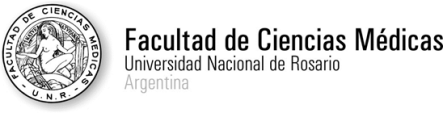 FACULTAD DE CIENCIAS MEDICAS
- U.N.R. -
Facultad de Ciencias Médicas
Universidad Nacional de Rosario
Argentina